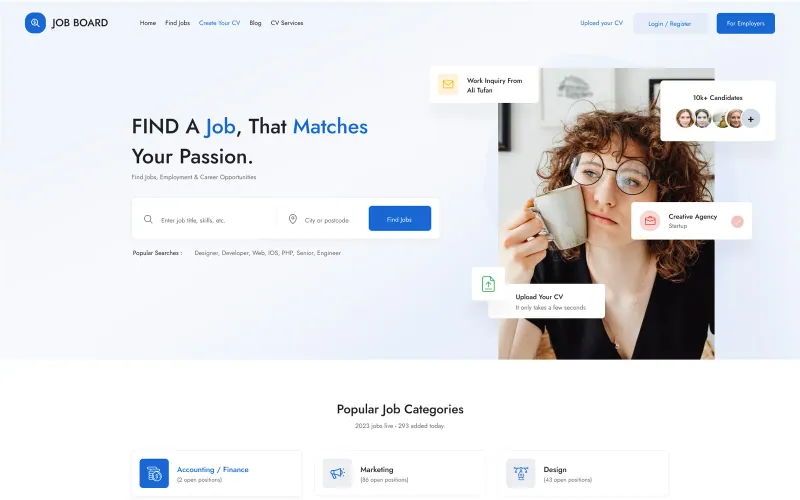 JOB BOARD
Home
Find Jobs
Create Your CV
Blog
CV Services
Upload your CV
Login / Register
For Employers
Work Inquiry From
Ali Tufan
10k+ Candidates
+
FIND A Job, That Matches
Your Passion.
Find Jobs, Employment & Career Opportunities
Enter job title, skills, etc.
City or postcode
Find Jobs
Popular Searches :
Designer, Developer, Web, IOS, PHP, Senior, Engineer
Creative Agency
Startup
Upload Your CV
It only takes a few seconds
Popular Job Categories
2023 jobs live - 293 added today.
Accounting / Finance
(2 open positions)
Marketing
(86 open positions)
Design
(43 open positions)